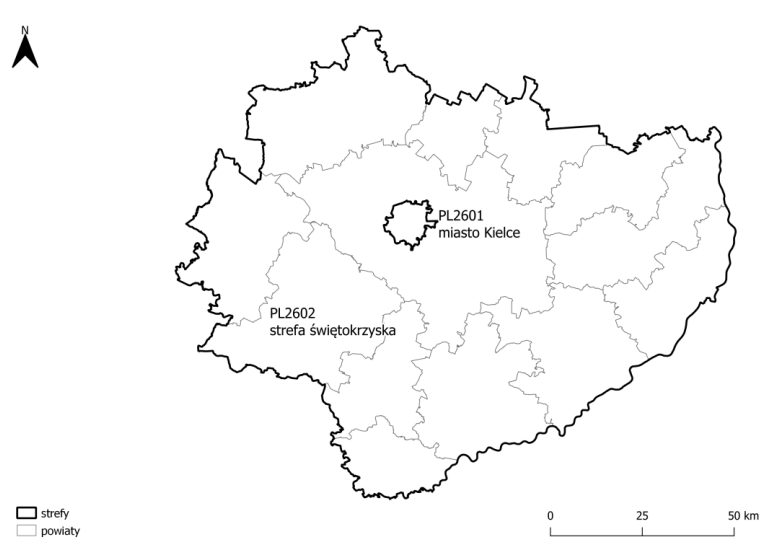 N
PL2601
miasto Kielce
PL2602
strefa świętokrzyska
strefy
powiaty
0 25 50 km